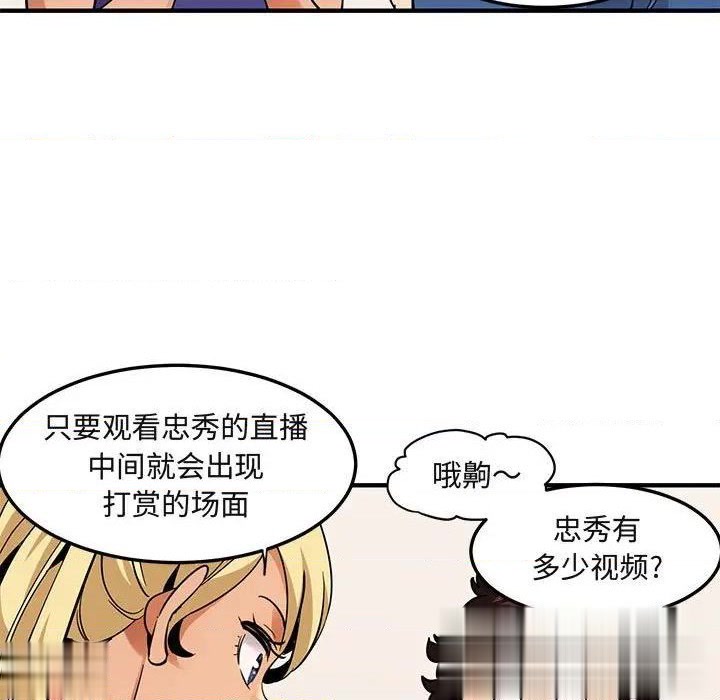 只要观看忠秀的直播
中间就会出现
打赏的场面
哦齁～
忠秀有
多少视频?